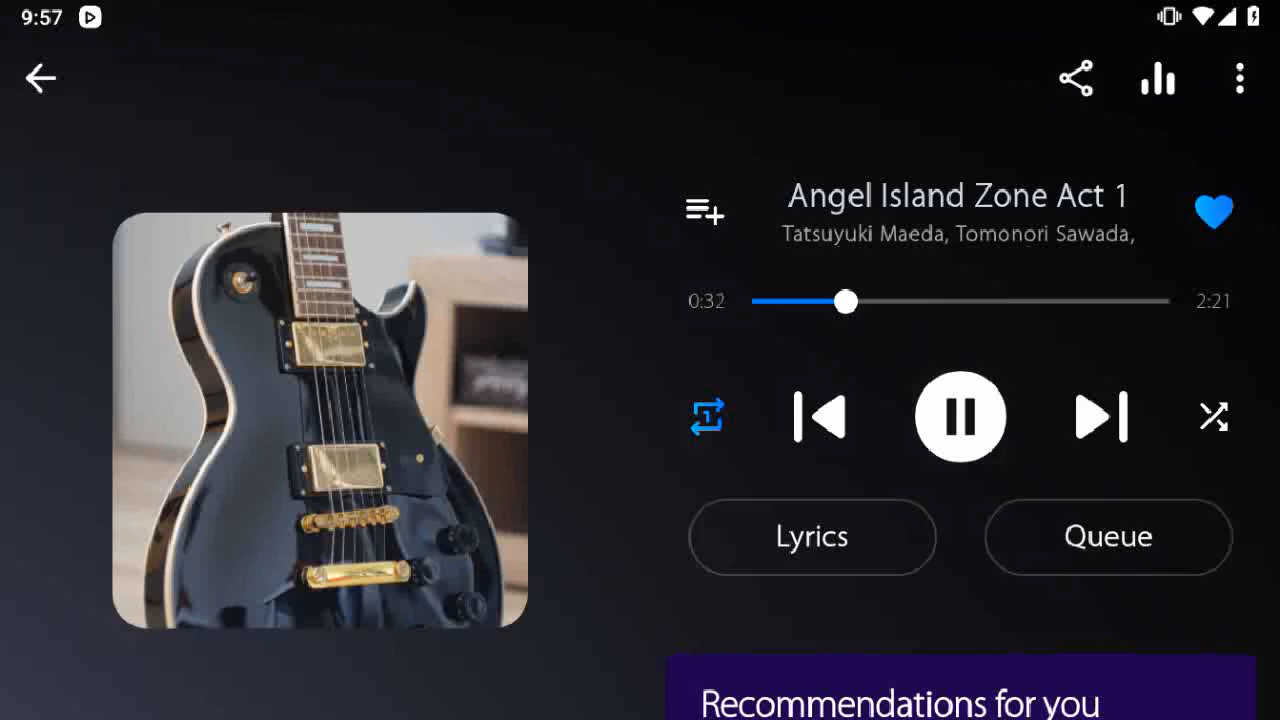 9:57
Angel Island Zone Act 1
Tatsuyuki Maeda, Tomonori Sawada,
0:32
2:21
1
Lyrics
Queue
Recommendations for you